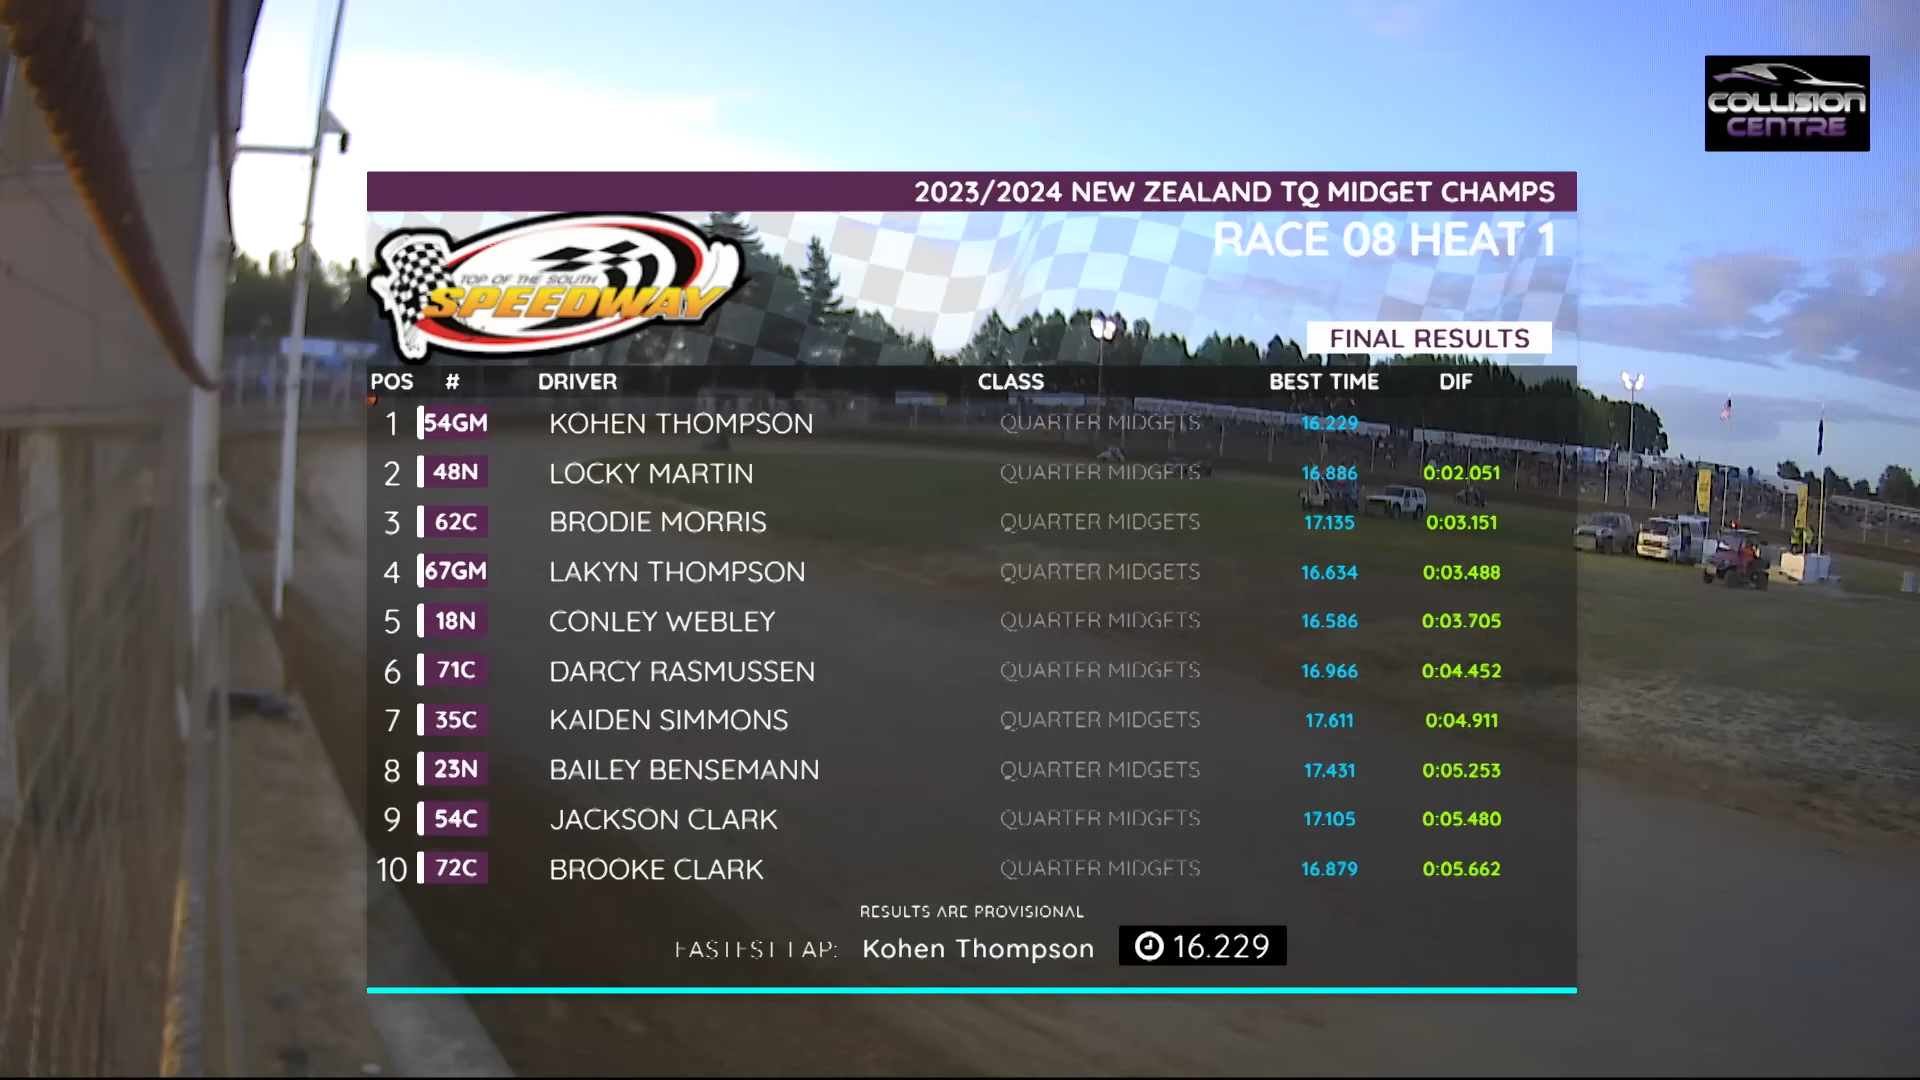 COLLISION
CENTRE
2023/2024 NEW ZEALAND TQ MIDGET CHAMPS
RACE 08 HEAT 1
TOP OF THE SOUTH
SPEEDWAY
FINAL RESULTS
POS # DRIVER CLASS BEST TIME DIF
1 54GM KOHEN THOMPSON QUARTER MIDGETS 16.229
2 48N LOCKY MARTIN QUARTER MIDGETS 16.886 0:02.051
3 62C BRODIE MORRIS QUARTER MIDGETS 17.135 0:03.151
4 67GM LAKYN THOMPSON QUARTER MIDGETS 16.634 0:03.488
5 18N CONLEY WEBLEY QUARTER MIDGETS 16.586 0:03.705
6 71C DARCY RASMUSSEN QUARTER MIDGETS 16.966 0:04.452
7 35C KAIDEN SIMMONS QUARTER MIDGETS 17.611 0:04.911
8 23N BAILEY BENSEMANN QUARTER MIDGETS 17.431 0:05.253
9 54C JACKSON CLARK QUARTER MIDGETS 17.105 0:05.480
10 72C BROOKE CLARK QUARTER MIDGETS 16.879 0:05.662
RESULTS ARE PROVISIONAL
FASTEST LAP: Kohen Thompson 16.229